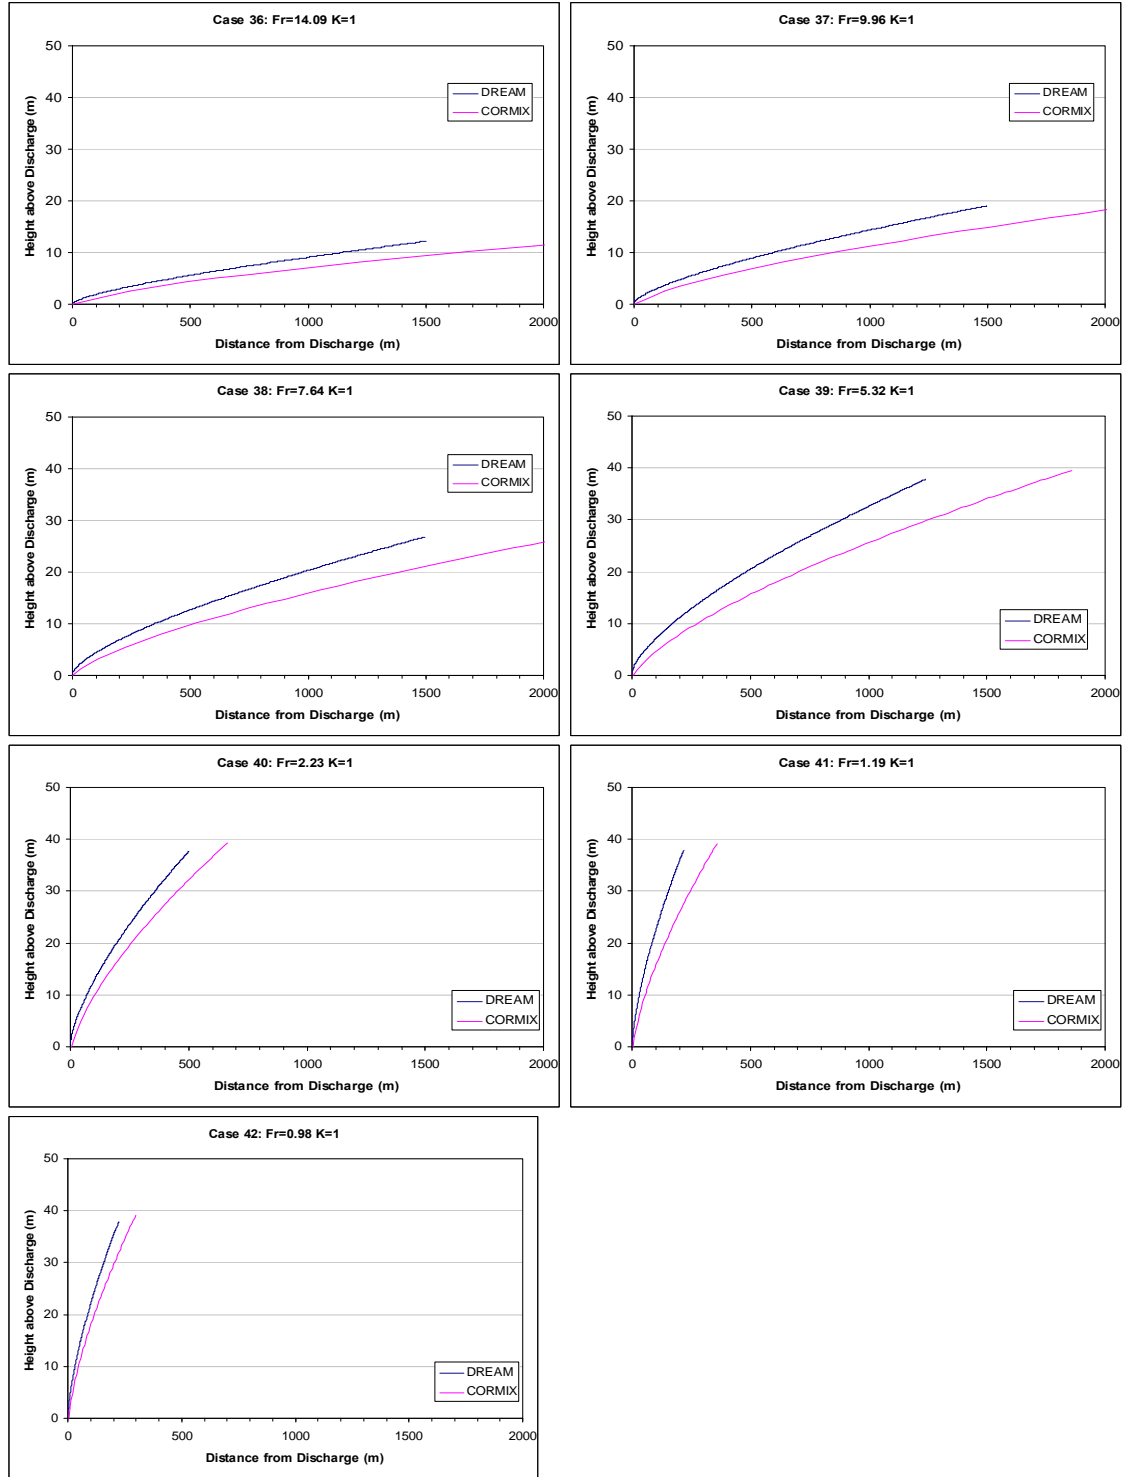 Case 36: Fr=14.09 K=1
50
40
30
20
10
0
Height above Discharge (m)
DREAM
CORMIX
0 500 1000 1500 2000
Distance from Discharge (m)
Case 37: Fr=9.96 K=1
50
40
30
20
10
0
Height above Discharge (m)
DREAM
CORMIX
0 500 1000 1500 2000
Distance from Discharge (m)
Case 38: Fr=7.64 K=1
50
40
30
20
10
0
Height above Discharge (m)
DREAM
CORMIX
0 500 1000 1500 2000
Distance from Discharge (m)
Case 39: Fr=5.32 K=1
50
40
30
20
10
0
Height above Discharge (m)
DREAM
CORMIX
0 500 1000 1500 2000
Distance from Discharge (m)
Case 40: Fr=2.23 K=1
50
40
30
20
10
0
Height above Discharge (m)
DREAM
CORMIX
0 500 1000 1500 2000
Distance from Discharge (m)
Case 41: Fr=1.19 K=1
50
40
30
20
10
0
Height above Discharge (m)
DREAM
CORMIX
0 500 1000 1500 2000
Distance from Discharge (m)
Case 42: Fr=0.98 K=1
50
40
30
20
10
0
Height above Discharge (m)
DREAM
CORMIX
0 500 1000 1500 2000
Distance from Discharge (m)